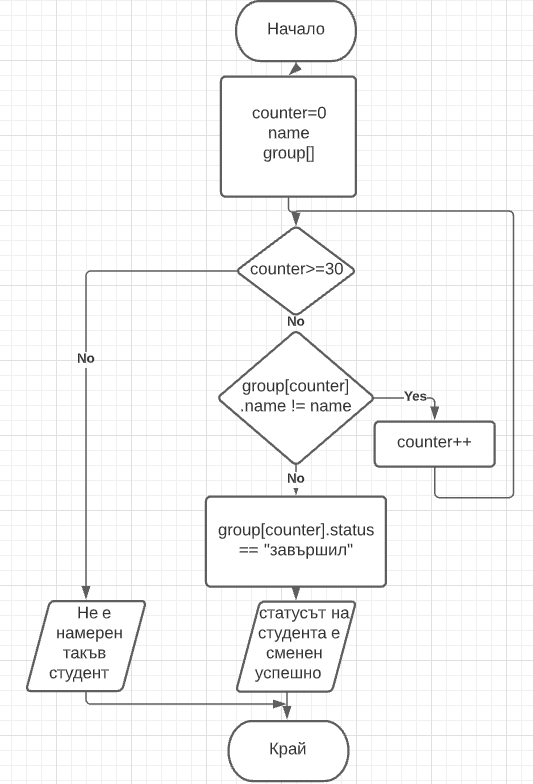 Начало
counter=0
name
group[]
counter>=30
No
No
group[counter]
.name != name
Yes
counter++
No
group[counter].status
== "завършил"
Не е
намерен
такъв
студент
статусът на
студента е
сменен
успешно
Край